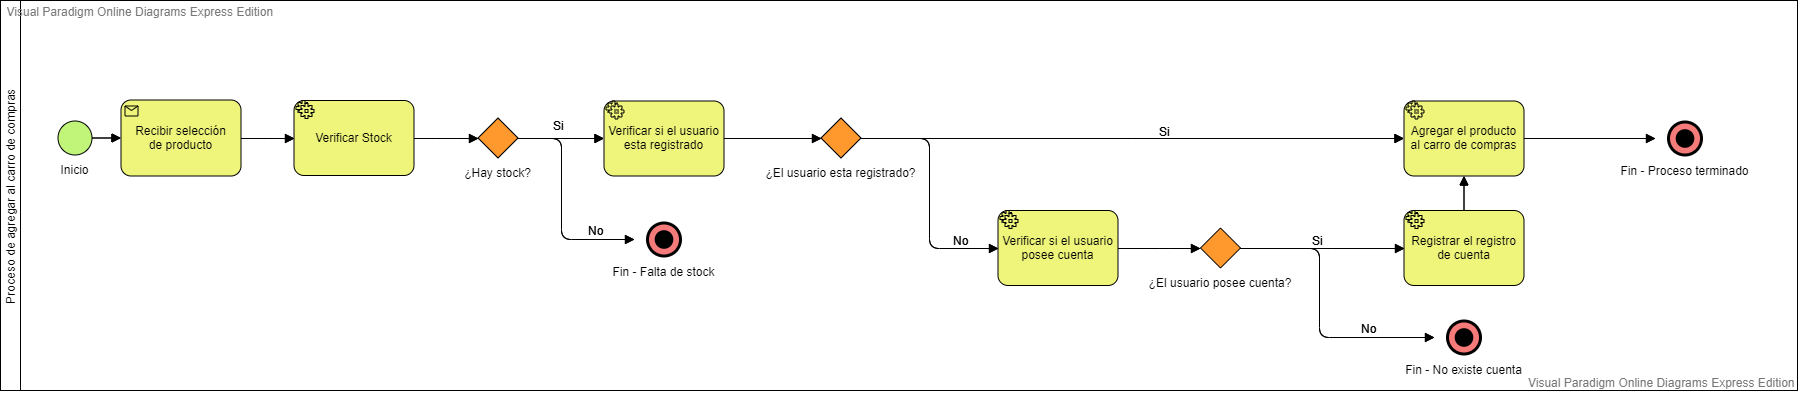 Visual Paradigm Online Diagrams Express Edition
Proceso de agregar al carro de compras
Inicio
Recibir selección
de producto
Verificar Stock
¿Hay stock?
Si
No
Fin - Falta de stock
Verificar si el usuario
esta registrado
¿El usuario esta registrado?
Si
No
Verificar si el usuario
posee cuenta
¿El usuario posee cuenta?
Si
No
Fin - No existe cuenta
Registrar el registro
de cuenta
Agregar el producto
al carro de compras
Fin - Proceso terminado
Visual Paradigm Online Diagrams Express Edition